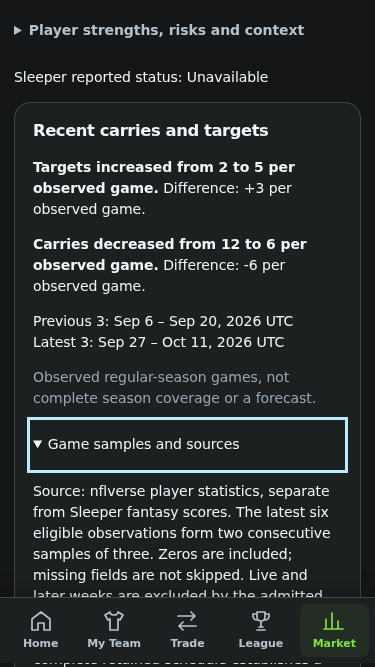 Player strengths, risks and context
Sleeper reported status: Unavailable
Recent carries and targets
Targets increased from 2 to 5 per
observed game. Difference: +3 per
observed game.
Carries decreased from 12 to 6 per
observed game. Difference: -6 per
observed game.
Previous 3: Sep 6 – Sep 20, 2026 UTC
Latest 3: Sep 27 – Oct 11, 2026 UTC
Observed regular-season games, not
complete season coverage or a forecast.
Game samples and sources
Source: nflverse player statistics, separate
from Sleeper fantasy scores. The latest six
eligible observations form two consecutive
samples of three. Zeros are included;
missing fields are not skipped. Live and
later weeks are excluded by the admitted
Home My Team Trade League Market